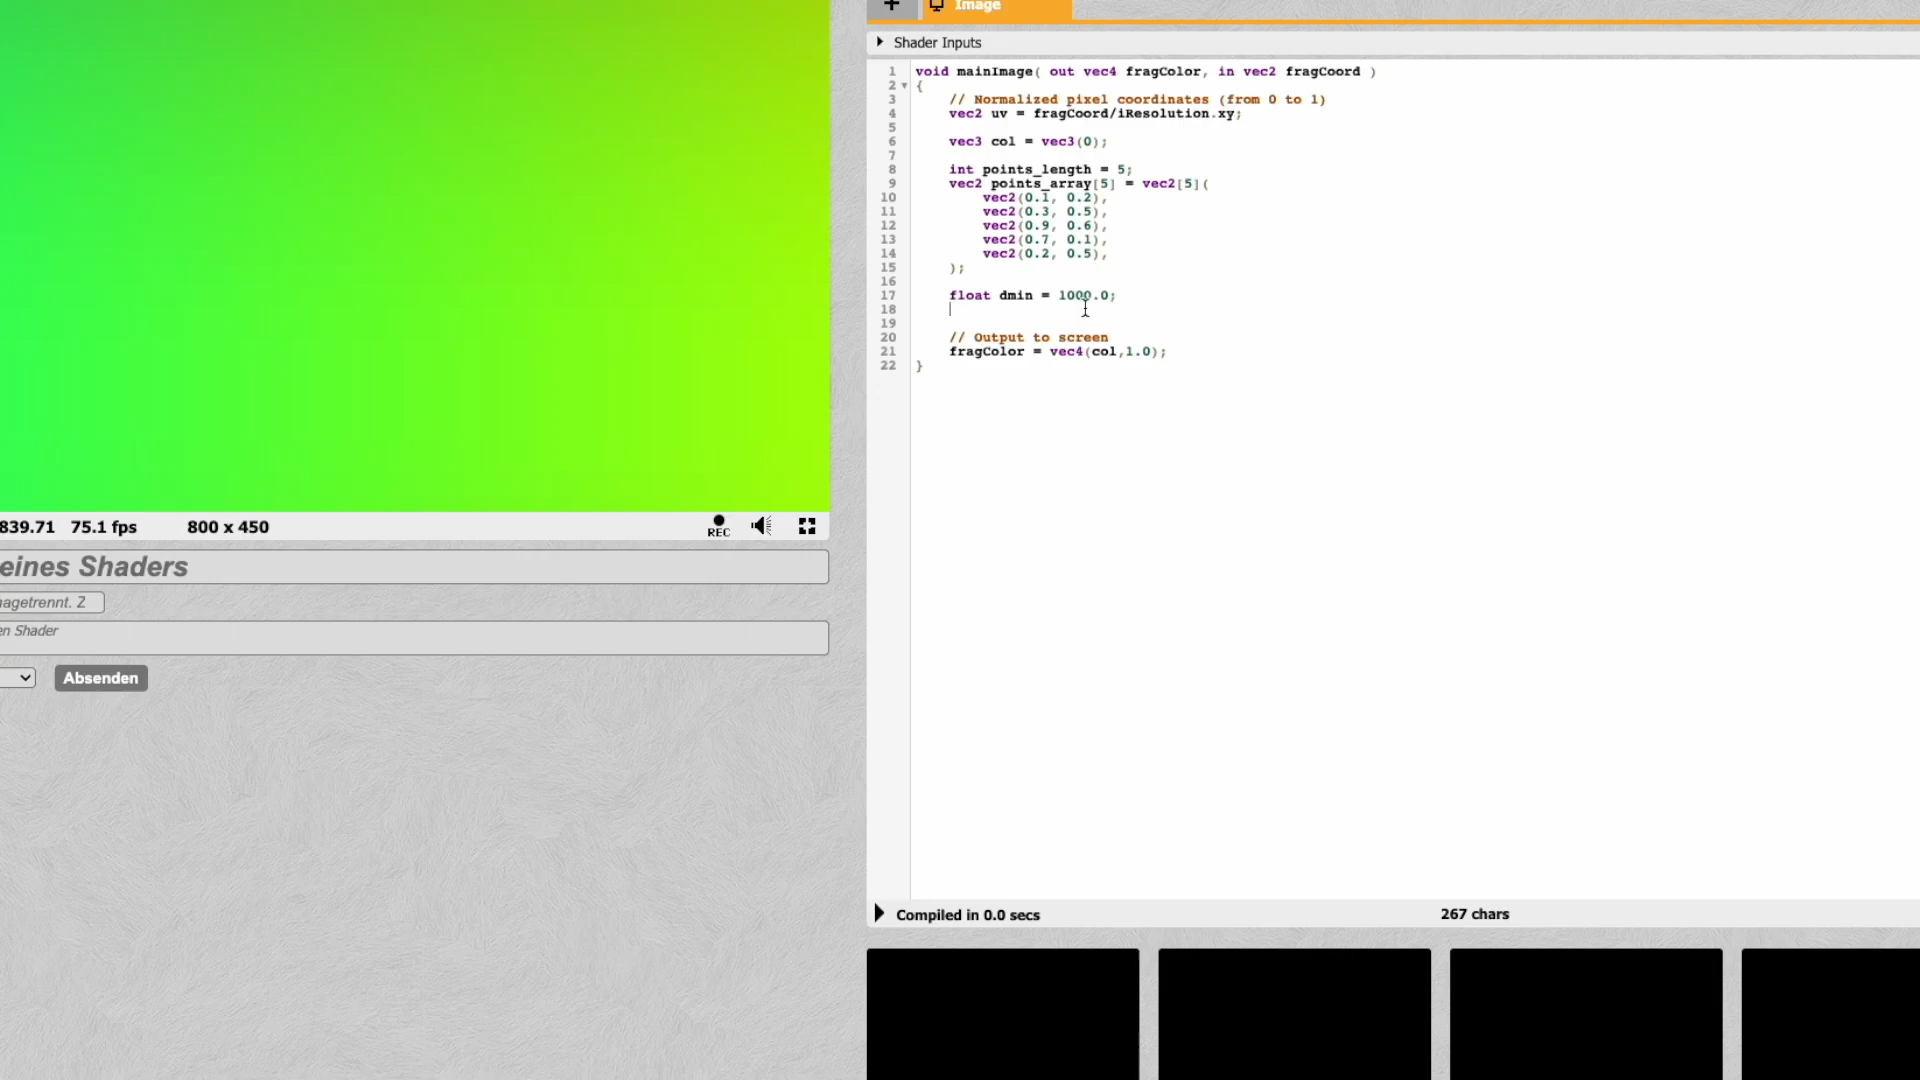 + Image
Shader Inputs
1 void mainImage( out vec4 fragColor, in vec2 fragCoord )
2 {
3 // Normalized pixel coordinates (from 0 to 1)
4 vec2 uv = fragCoord/iResolution.xy;
5
6 vec3 col = vec3(0);
7
8 int points_length = 5;
9 vec2 points_array[5] = vec2[5](
10 vec2(0.1, 0.2),
11 vec2(0.3, 0.5),
12 vec2(0.9, 0.6),
13 vec2(0.7, 0.1),
14 vec2(0.2, 0.5),
15 );
16
17 float dmin = 1000.0;
18
19
20 // Output to screen
21 fragColor = vec4(col,1.0);
22 }
839.71 75.1 fps 800 x 450 REC
eines Shaders
nagetrennt. Z
en Shader
Absenden
Compiled in 0.0 secs 267 chars